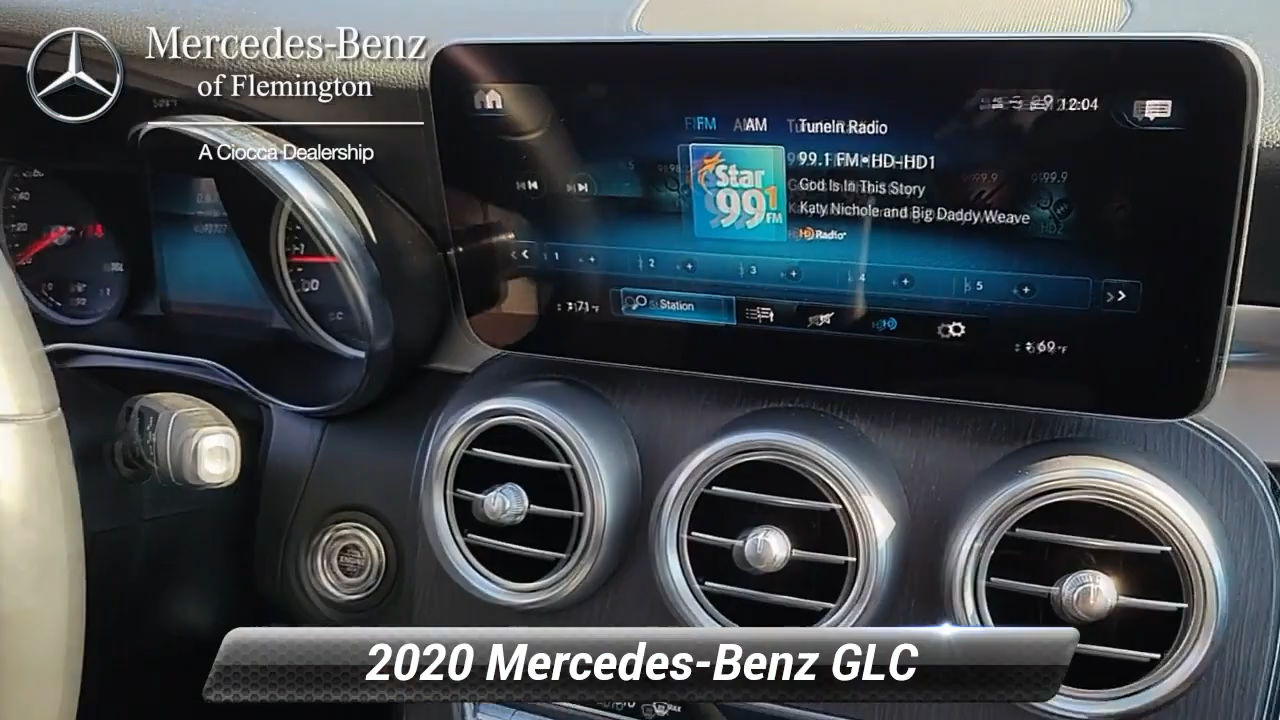 Mercedes-Benz
of Flemington
A Ciocca Dealership
12:04
FM AM TuneIn Radio
Star
99.1
FM
99.1 FM•HD-HD1
God Is In This Story
Katy Nichole and Big Daddy Weave
HD Radio
1 + 2 + 3 + 4 + 5 +
71°F
Station
69°F
2020 Mercedes-Benz GLC